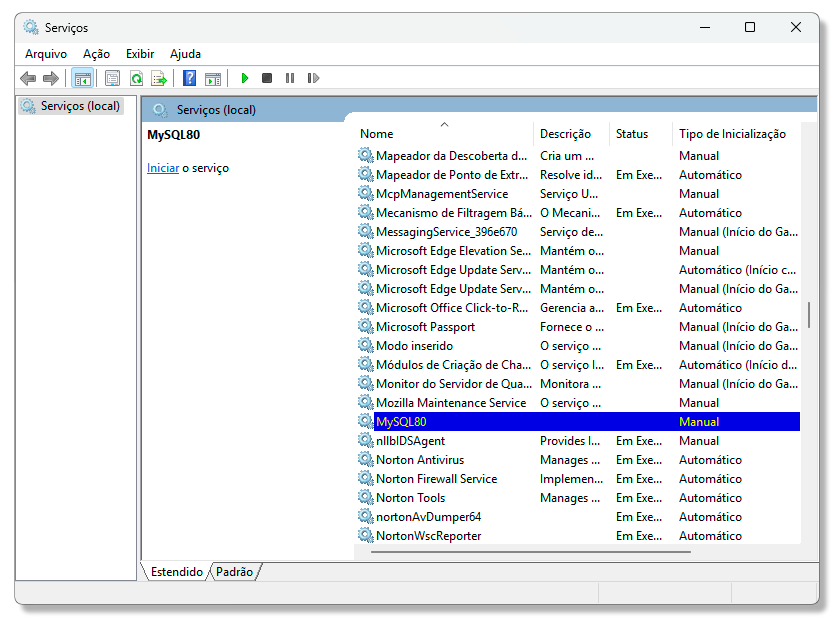 Serviços
Arquivo Ação Exibir Ajuda
Serviços (local)
Serviços (local)
MySQL80
Iniciar o serviço
Nome Descrição Status Tipo de Inicialização
Mapeador da Descoberta d... Cria um ... Manual
Mapeador de Ponto de Extr... Resolve id... Em Exe... Automático
McpManagementService Serviço U... Manual
Mecanismo de Filtragem Bá... O Mecani... Em Exe... Automático
MessagingService_396e670 Serviço de... Manual (Início do Ga...
Microsoft Edge Elevation Se... Mantém o... Manual
Microsoft Edge Update Serv... Mantém o... Automático (Início c...
Microsoft Edge Update Serv... Mantém o... Manual (Início do Ga...
Microsoft Office Click-to-R... Gerencia a... Em Exe... Automático
Microsoft Passport Fornece o ... Manual (Início do Ga...
Modo inserido O serviço ... Manual (Início do Ga...
Módulos de Criação de Cha... O serviço I... Em Exe... Automático (Início d...
Monitor do Servidor de Qua... Monitora ... Manual (Início do Ga...
Mozilla Maintenance Service O serviço ... Manual
MySQL80 Manual
nllbIDSAgent Provides I... Em Exe... Manual
Norton Antivirus Manages ... Em Exe... Automático
Norton Firewall Service Implemen... Em Exe... Automático
Norton Tools Manages ... Em Exe... Automático
nortonAvDumper64 Em Exe... Automático
NortonWscReporter Em Exe... Automático
Estendido Padrão